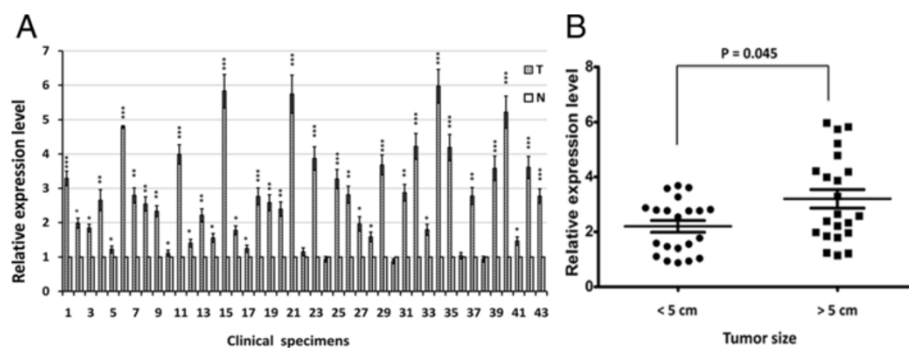 A
Relative expression level
7
6
5
4
3
2
1
0
T
N
1 3 5 7 9 11 13 15 17 19 21 23 25 27 29 31 33 35 37 39 41 43
Clinical specimens
B
P = 0.045
Relative expression level
8
6
4
2
0
< 5 cm > 5 cm
Tumor size